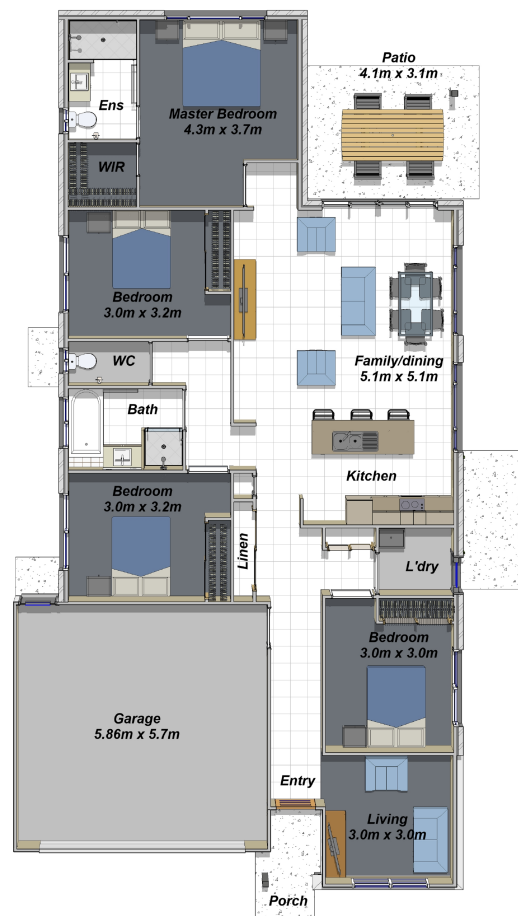 Patio
4.1m x 3.1m
Ens
Master Bedroom
4.3m x 3.7m
WIR
Bedroom
3.0m x 3.2m
WC
Family/dining
5.1m x 5.1m
Bath
Kitchen
Bedroom
3.0m x 3.2m
Linen
L'dry
Bedroom
3.0m x 3.0m
Garage
5.86m x 5.7m
Entry
Living
3.0m x 3.0m
Porch